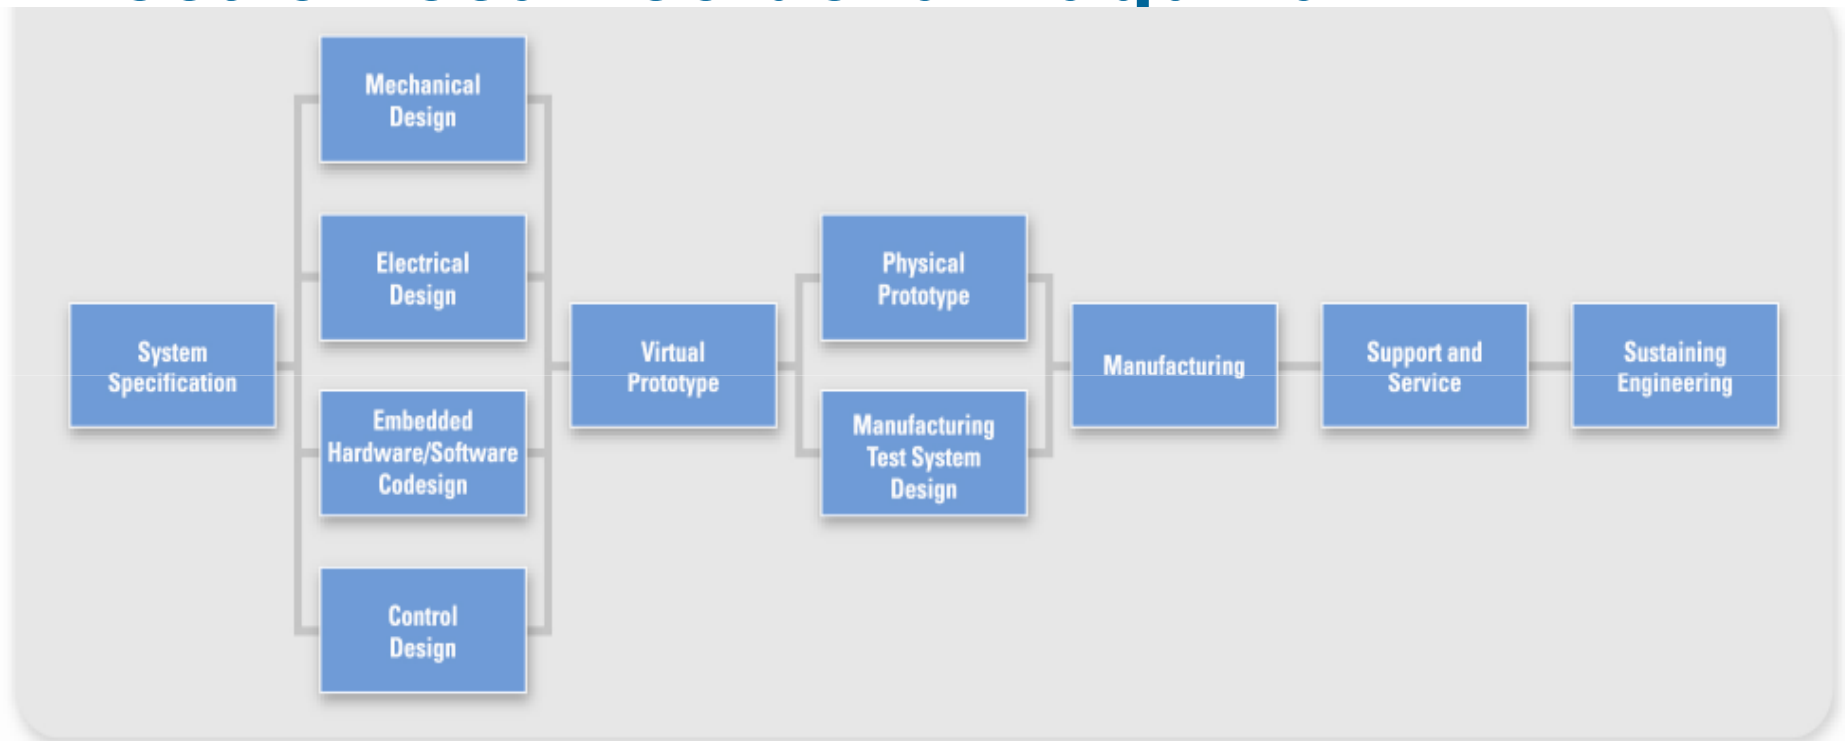 System
Specification
Mechanical
Design
Electrical
Design
Embedded
Hardware/Software
Codesign
Control
Design
Virtual
Prototype
Physical
Prototype
Manufacturing
Test System
Design
Manufacturing
Support and
Service
Sustaining
Engineering